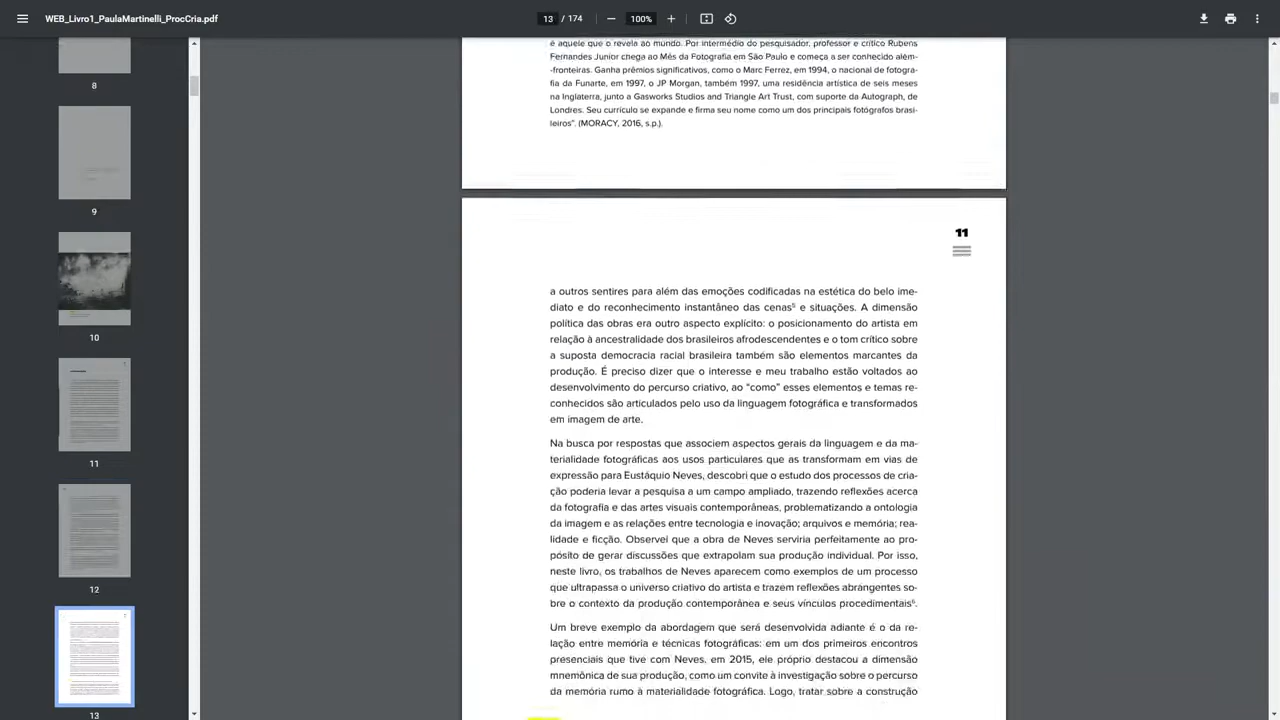 WEB_Livro1_PaulaMartinelli_ProcCria.pdf
13 / 174
100%
8
9
10
11
12
13
é aquele que o revela ao mundo. Por intermédio do pesquisador, professor e crítico Rubens
Fernandes Junior chega ao Mês da Fotografia em São Paulo e começa a ser conhecido além-
-fronteiras. Ganha prêmios significativos, como o Marc Ferrez, em 1994, o nacional de fotogra-
fia da Funarte, em 1997, o JP Morgan, também 1997, uma residência artística de seis meses
na Inglaterra, junto a Gasworks Studios and Triangle Art Trust, com suporte da Autograph, de
Londres. Seu currículo se expande e firma seu nome como um dos principais fotógrafos brasi-
leiros”. (MORACY, 2016, s.p.).
11
a outros sentires para além das emoções codificadas na estética do belo ime-
diato e do reconhecimento instantâneo das cenas⁵ e situações. A dimensão
política das obras era outro aspecto explícito: o posicionamento do artista em
relação à ancestralidade dos brasileiros afrodescendentes e o tom crítico sobre
a suposta democracia racial brasileira também são elementos marcantes da
produção. É preciso dizer que o interesse e meu trabalho estão voltados ao
desenvolvimento do percurso criativo, ao “como” esses elementos e temas re-
conhecidos são articulados pelo uso da linguagem fotográfica e transformados
em imagem de arte.
Na busca por respostas que associem aspectos gerais da linguagem e da ma-
terialidade fotográficas aos usos particulares que as transformam em vias de
expressão para Eustáquio Neves, descobri que o estudo dos processos de cria-
ção poderia levar a pesquisa a um campo ampliado, trazendo reflexões acerca
da fotografia e das artes visuais contemporâneas, problematizando a ontologia
da imagem e as relações entre tecnologia e inovação; arquivos e memória; rea-
lidade e ficção. Observei que a obra de Neves serviria perfeitamente ao pro-
pósito de gerar discussões que extrapolam sua produção individual. Por isso,
neste livro, os trabalhos de Neves aparecem como exemplos de um processo
que ultrapassa o universo criativo do artista e trazem reflexões abrangentes so-
bre o contexto da produção contemporânea e seus vínculos procedimentais⁶.
Um breve exemplo da abordagem que será desenvolvida adiante é o da re-
lação entre memória e técnicas fotográficas: em um dos primeiros encontros
presenciais que tive com Neves, em 2015, ele próprio destacou a dimensão
mnemônica de sua produção, como um convite à investigação sobre o percurso
da memória rumo à materialidade fotográfica. Logo, tratar sobre a construção